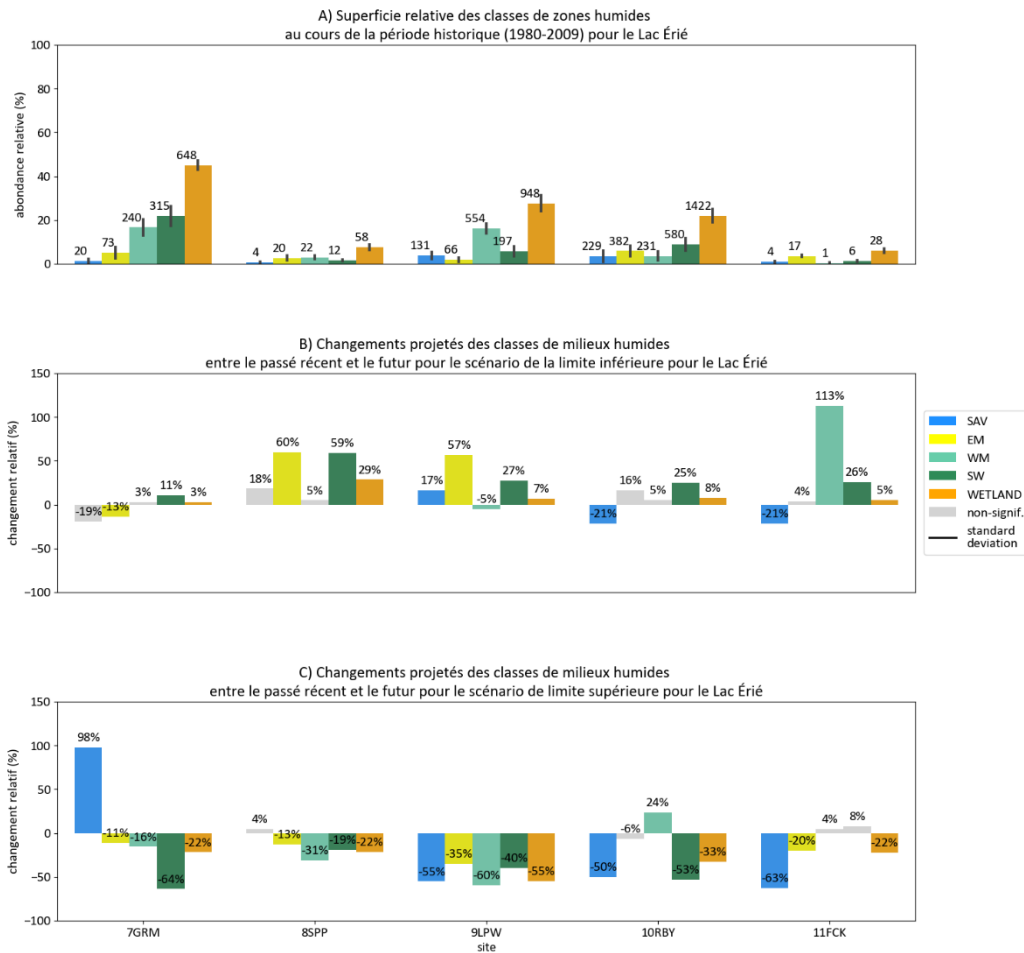 A) Superficie relative des classes de zones humides
au cours de la période historique (1980-2009) pour le Lac Érié
abondance relative (%)
100
80
60
40
20
0
20 73 240 315 648
4 20 22 12 58
131 66 554 197 948
229 382 231 580 1422
4 17 1 6 28
B) Changements projetés des classes de milieux humides
entre le passé récent et le futur pour le scénario de la limite inférieure pour le Lac Érié
changement relatif (%)
150
100
50
0
−50
−100
-19% -13% 3% 11% 3%
18% 60% 5% 59% 29%
17% 57% -5% 27% 7%
-21% 16% 5% 25% 8%
-21% 4% 113% 26% 5%
SAV
EM
WM
SW
WETLAND
non-signif.
standard
deviation
C) Changements projetés des classes de milieux humides
entre le passé récent et le futur pour le scénario de limite supérieure pour le Lac Érié
changement relatif (%)
150
100
50
0
−50
−100
98% -11% -16% -64% -22%
4% -13% -31% -19% -22%
-55% -35% -60% -40% -55%
-50% -6% 24% -53% -33%
-63% -20% 4% 8% -22%
7GRM 8SPP 9LPW 10RBY 11FCK
site